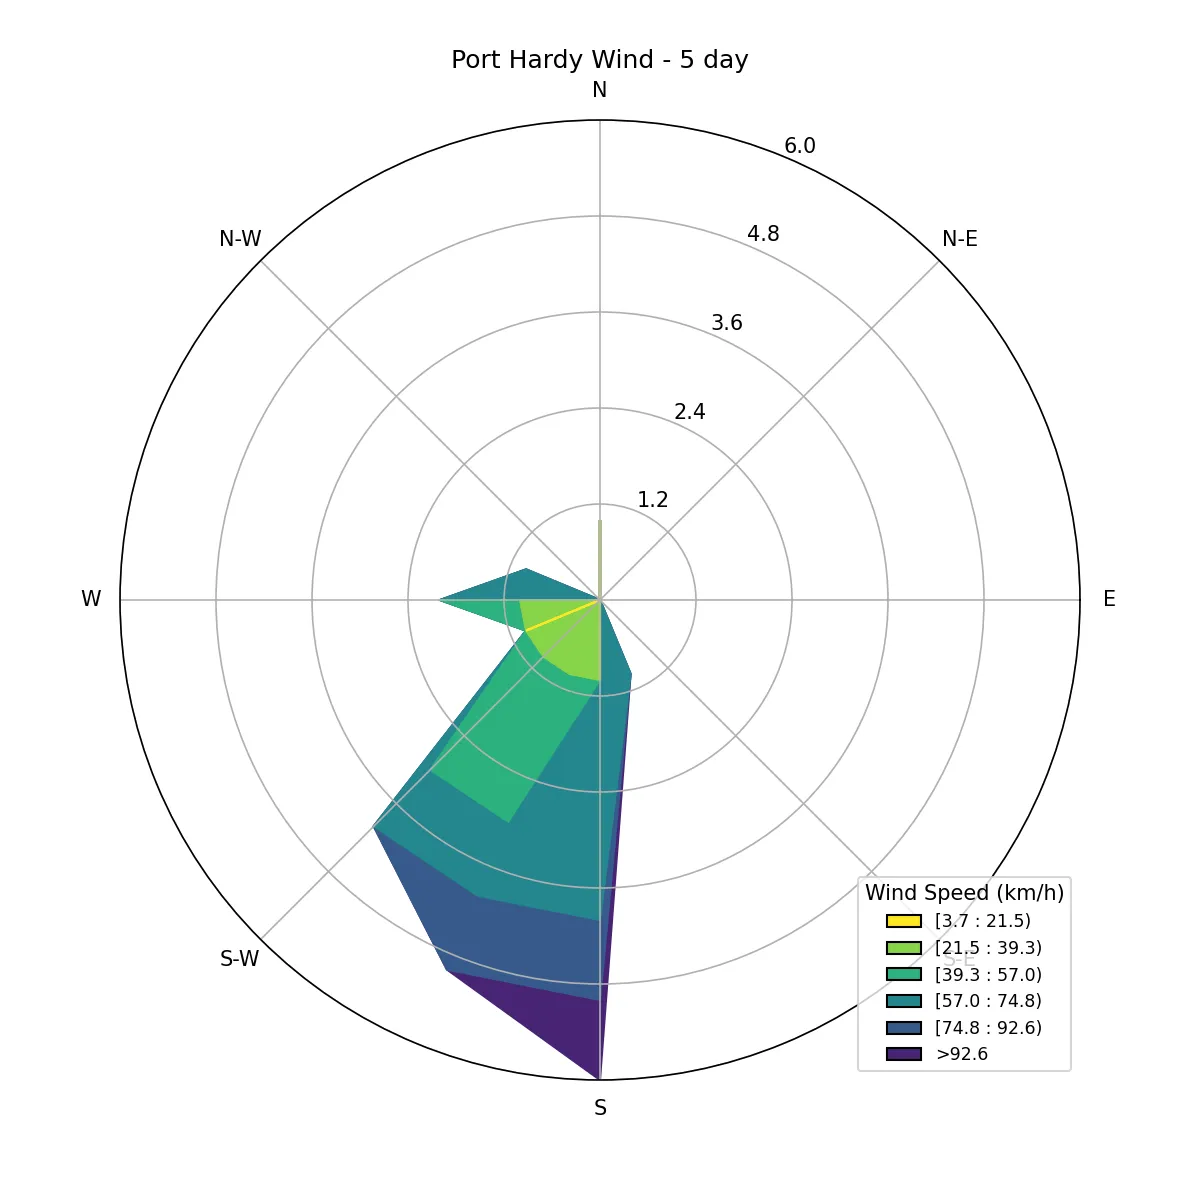 Port Hardy Wind - 5 day
N
6.0
N-W
4.8
N-E
3.6
2.4
1.2
W
E
Wind Speed (km/h)
[3.7 : 21.5)
[21.5 : 39.3)
S-W
S-E
[39.3 : 57.0)
[57.0 : 74.8)
[74.8 : 92.6)
>92.6
S